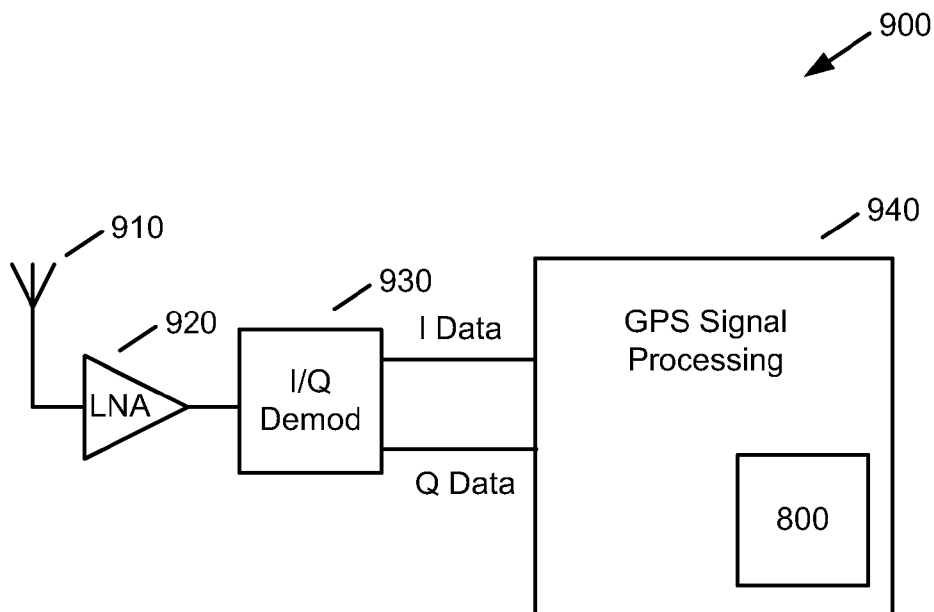 900
910
940
920
930
I Data
GPS Signal
Processing
LNA
I/Q
Demod
Q Data
800